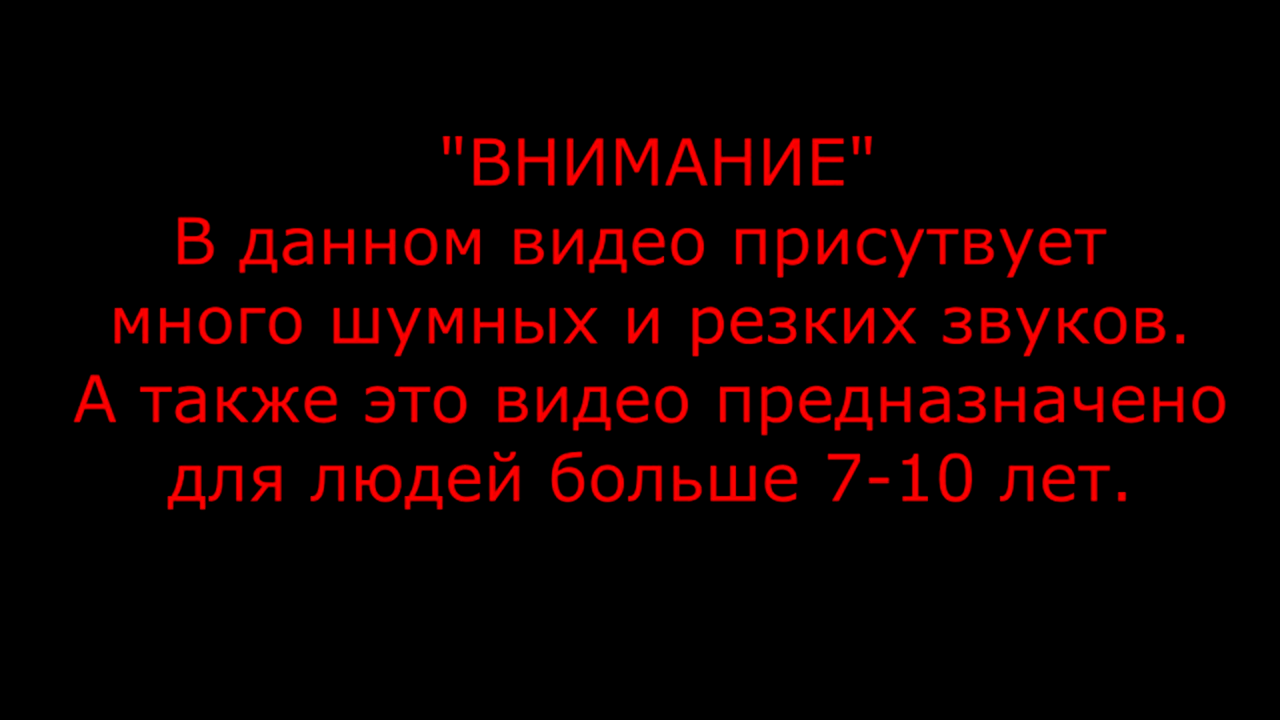 "ВНИМАНИЕ"
В данном видео присутвует
много шумных и резких звуков.
А также это видео предназначено
для людей больше 7-10 лет.